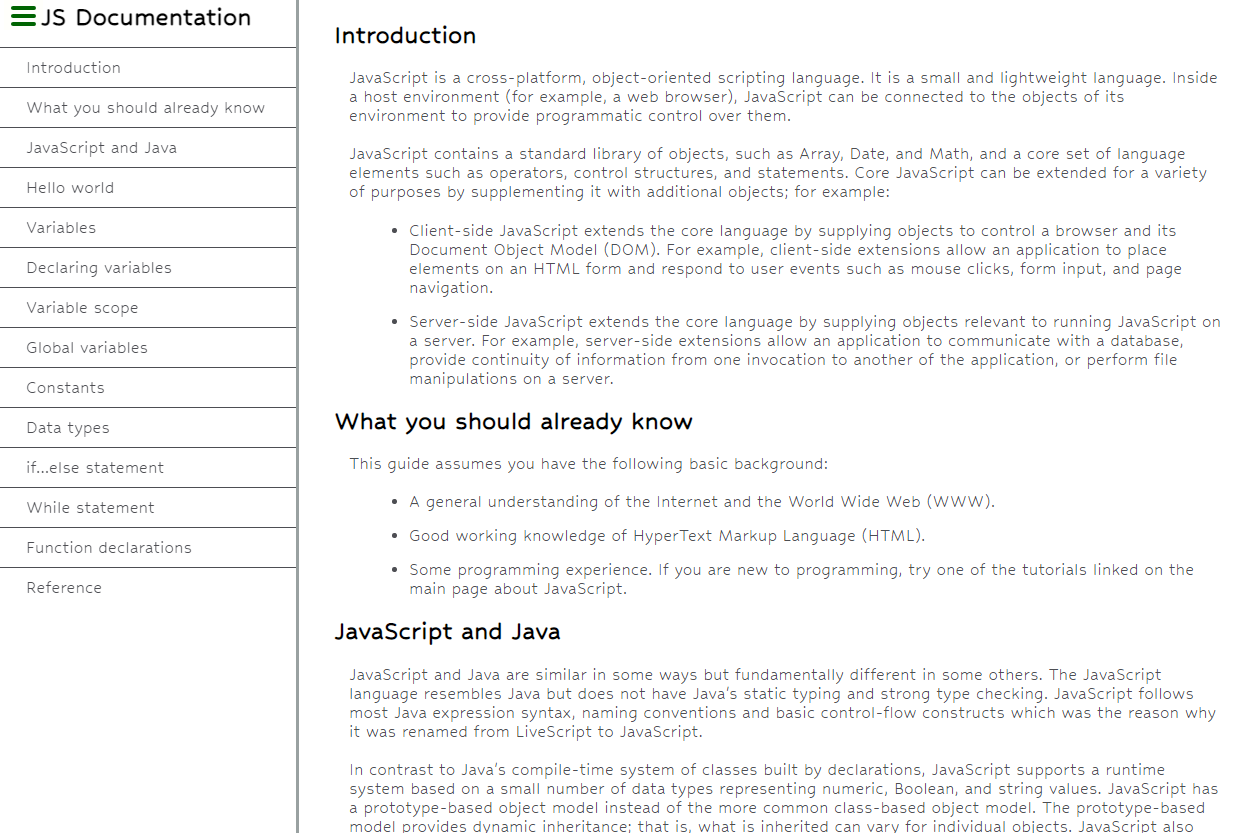 JS Documentation
Introduction
What you should already know
JavaScript and Java
Hello world
Variables
Declaring variables
Variable scope
Global variables
Constants
Data types
if...else statement
While statement
Function declarations
Reference
Introduction
JavaScript is a cross-platform, object-oriented scripting language. It is a small and lightweight language. Inside
a host environment (for example, a web browser), JavaScript can be connected to the objects of its
environment to provide programmatic control over them.
JavaScript contains a standard library of objects, such as Array, Date, and Math, and a core set of language
elements such as operators, control structures, and statements. Core JavaScript can be extended for a variety
of purposes by supplementing it with additional objects; for example:
• Client-side JavaScript extends the core language by supplying objects to control a browser and its
Document Object Model (DOM). For example, client-side extensions allow an application to place
elements on an HTML form and respond to user events such as mouse clicks, form input, and page
navigation.
• Server-side JavaScript extends the core language by supplying objects relevant to running JavaScript on
a server. For example, server-side extensions allow an application to communicate with a database,
provide continuity of information from one invocation to another of the application, or perform file
manipulations on a server.
What you should already know
This guide assumes you have the following basic background:
• A general understanding of the Internet and the World Wide Web (WWW).
• Good working knowledge of HyperText Markup Language (HTML).
• Some programming experience. If you are new to programming, try one of the tutorials linked on the
main page about JavaScript.
JavaScript and Java
JavaScript and Java are similar in some ways but fundamentally different in some others. The JavaScript
language resembles Java but does not have Java's static typing and strong type checking. JavaScript follows
most Java expression syntax, naming conventions and basic control-flow constructs which was the reason why
it was renamed from LiveScript to JavaScript.
In contrast to Java's compile-time system of classes built by declarations, JavaScript supports a runtime
system based on a small number of data types representing numeric, Boolean, and string values. JavaScript has
a prototype-based object model instead of the more common class-based object model. The prototype-based
model provides dynamic inheritance; that is, what is inherited can vary for individual objects. JavaScript also